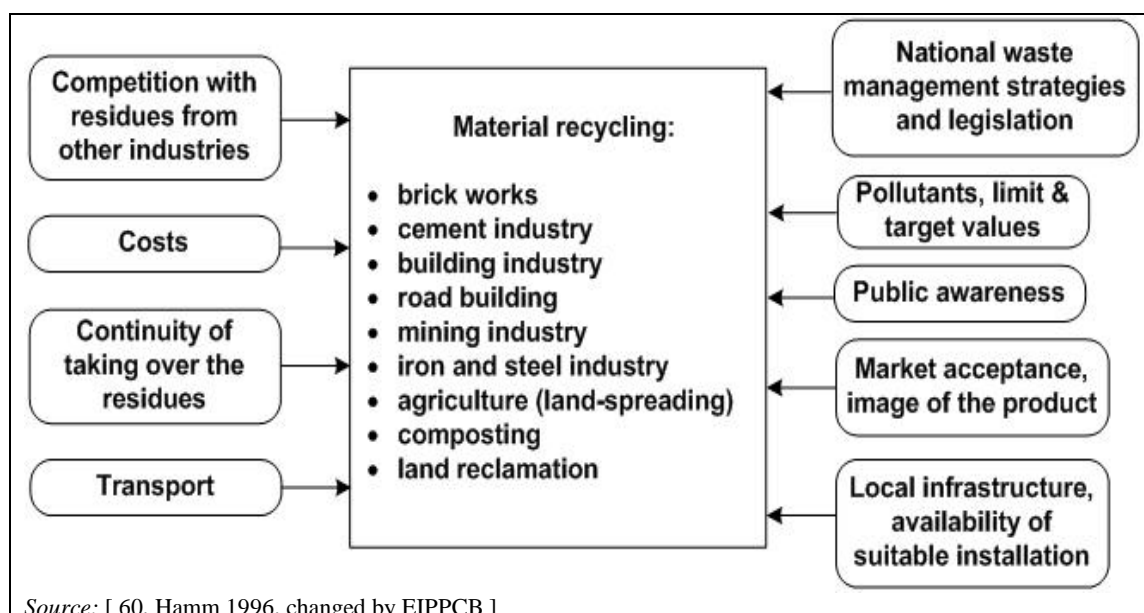 Competition with
residues from
other industries
Costs
Continuity of
taking over the
residues
Transport
Material recycling:
• brick works
• cement industry
• building industry
• road building
• mining industry
• iron and steel industry
• agriculture (land-spreading)
• composting
• land reclamation
National waste
management strategies
and legislation
Pollutants, limit &
target values
Public awareness
Market acceptance,
image of the product
Local infrastructure,
availability of
suitable installation
Source: [ 60, Hamm 1996, changed by EIPPCB ]